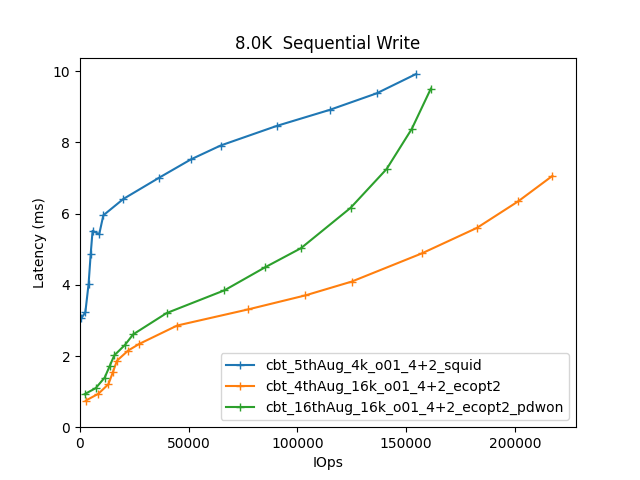 8.0K  Sequential Write
Latency (ms)
10
8
6
4
2
0
0
50000
100000
150000
200000
IOps
cbt_5thAug_4k_o01_4+2_squid
cbt_4thAug_16k_o01_4+2_ecopt2
cbt_16thAug_16k_o01_4+2_ecopt2_pdwon